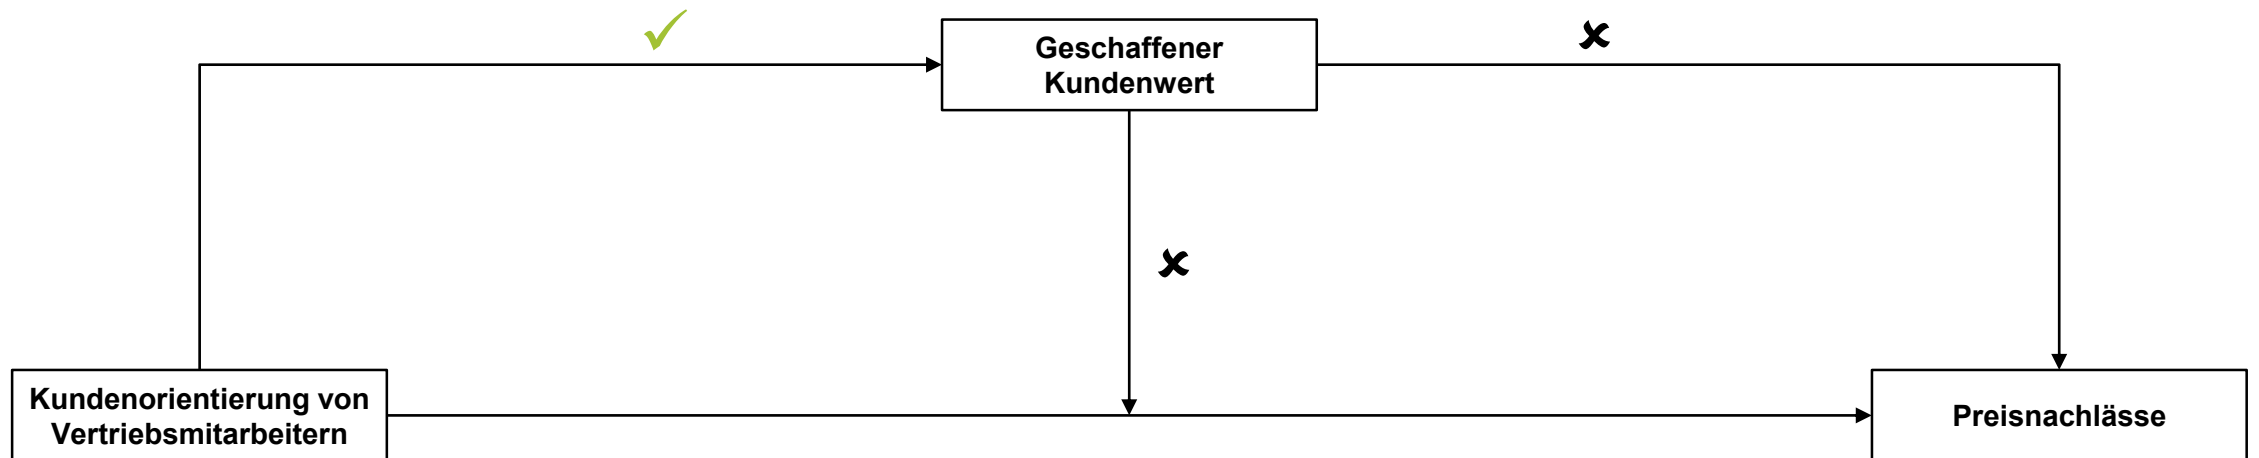 Geschaffener
Kundenwert
Kundenorientierung von
Vertriebsmitarbeitern
Preisnachlässe